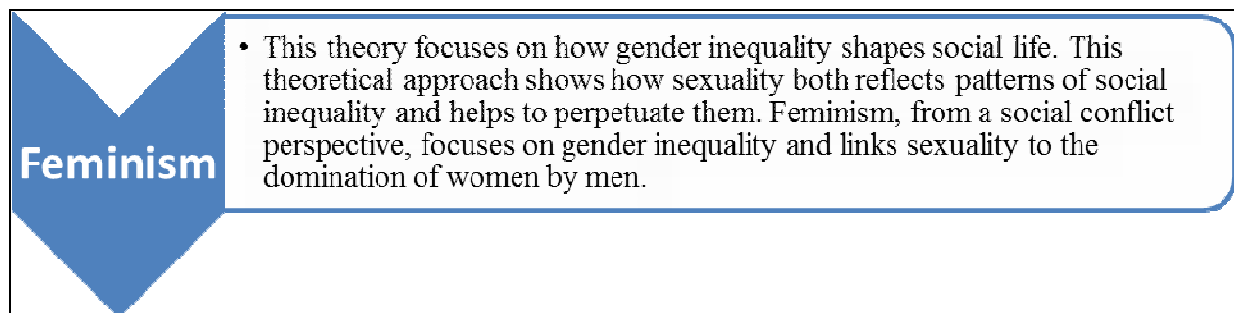 Feminism
• This theory focuses on how gender inequality shapes social life. This
theoretical approach shows how sexuality both reflects patterns of social
inequality and helps to perpetuate them. Feminism, from a social conflict
perspective, focuses on gender inequality and links sexuality to the
domination of women by men.